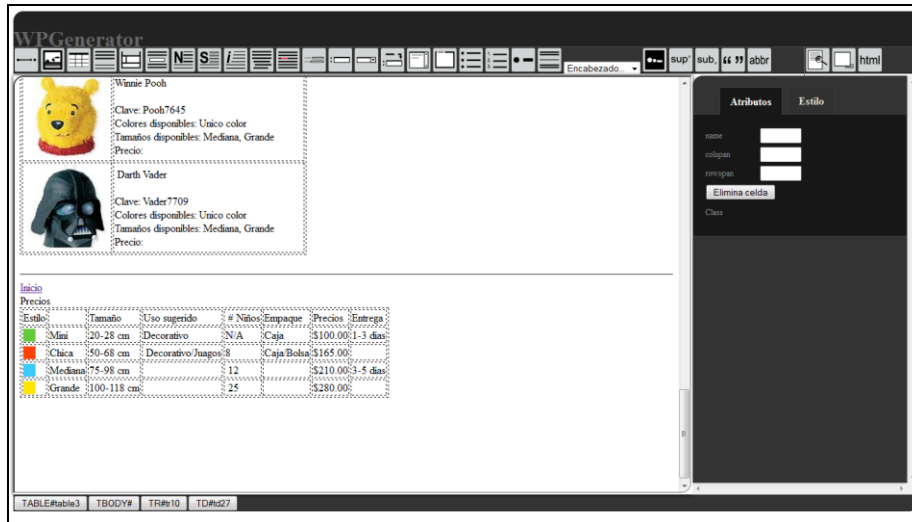 WPGenerator
N S i Encabezado... sup' sub, abbr html
Winnie Pooh
Clave: Pooh7645
Colores disponibles: Unico color
Tamaños disponibles: Mediana, Grande
Precio:
Darth Vader
Clave: Vader7709
Colores disponibles: Unico color
Tamaños disponibles: Mediana, Grande
Precio:
Inicio
Precios
Estilo Tamaño Uso sugerido # Niños Empaque Precios Entrega
Mini 20-28 cm Decorativo N/A Caja $100.00 1-3 dias
Chica 50-68 cm Decorativo/Juagos 8 Caja/Bolsa $165.00
Mediana 75-98 cm 12 $210.00 3-5 dias
Grande 100-118 cm 25 $280.00
Atributos Estilo
name
colspan
rowspan
Elimina celda
Class
TABLE#table3 TBODY# TR#tr10 TD#td27